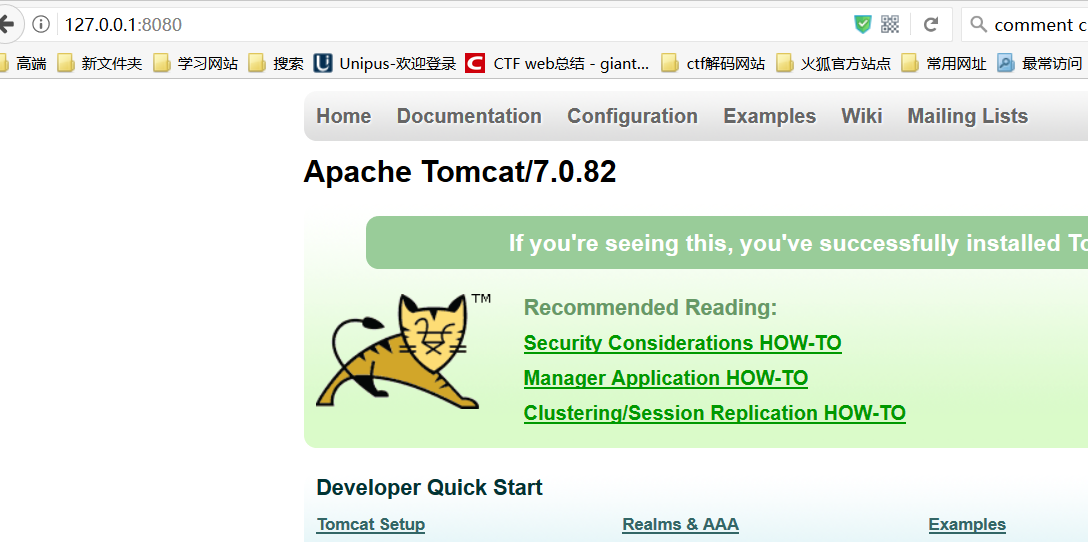 127.0.0.1:8080 comment c
高端 新文件夹 学习网站 搜索 Unipus-欢迎登录 CTF web总结 - giant... ctf解码网站 火狐官方站点 常用网址 最常访问
Home Documentation Configuration Examples Wiki Mailing Lists
Apache Tomcat/7.0.82
If you're seeing this, you've successfully installed To
TM
Recommended Reading:
Security Considerations HOW-TO
Manager Application HOW-TO
Clustering/Session Replication HOW-TO
Developer Quick Start
Tomcat Setup Realms & AAA Examples